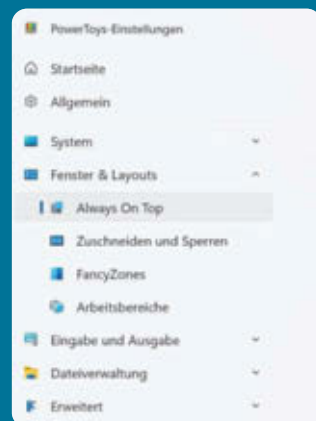 PowerToys-Einstellungen
Startseite
Allgemein
System
Fenster & Layouts
Always On Top
Zuschneiden und Sperren
FancyZones
Arbeitsbereiche
Eingabe und Ausgabe
Dateiverwaltung
Erweitert